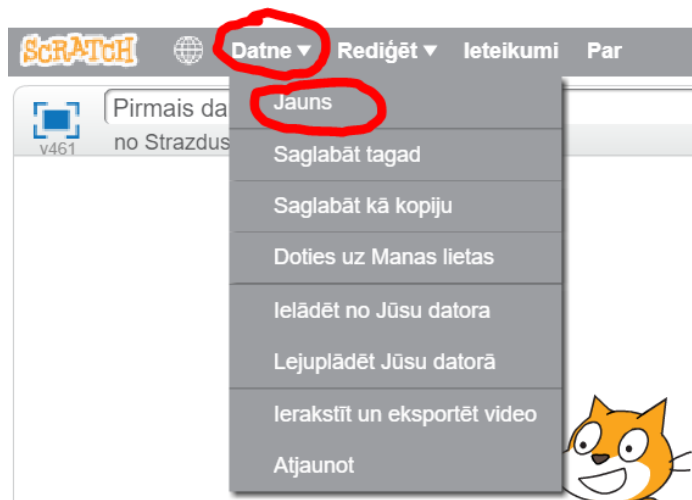 SCRATCH Datne ▾ Rediģēt ▾ Ieteikumi Par
Pirmais da
v461 no Strazdus
Jauns
Saglabāt tagad
Saglabāt kā kopiju
Doties uz Manas lietas
Ielādēt no Jūsu datora
Lejuplādēt Jūsu datorā
Ierakstīt un eksportēt video
Atjaunot